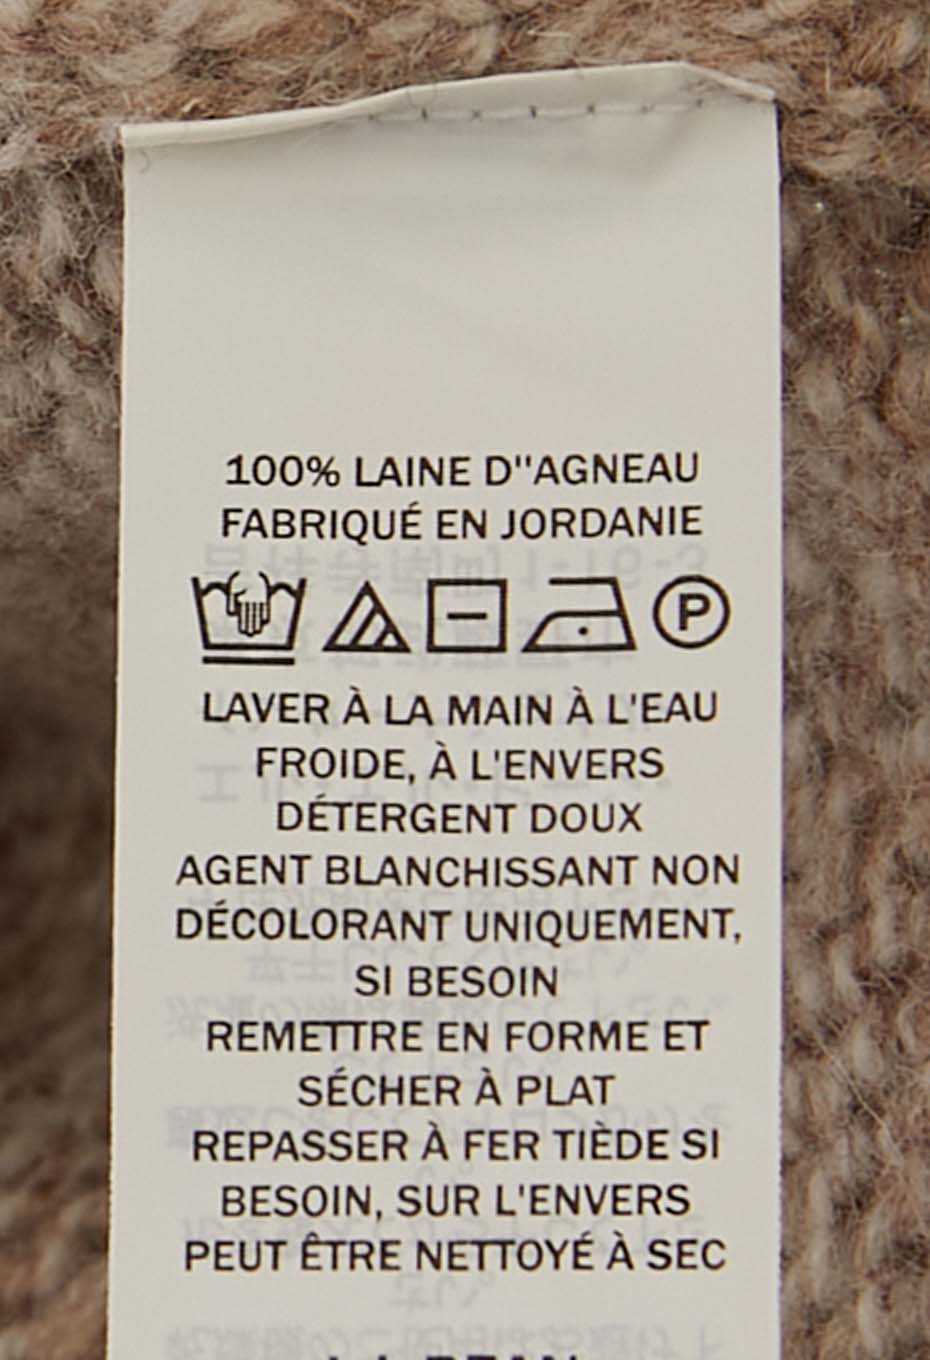 100% LAINE D''AGNEAU
FABRIQUÉ EN JORDANIE
P
LAVER À LA MAIN À L'EAU
FROIDE, À L'ENVERS
DÉTERGENT DOUX
AGENT BLANCHISSANT NON
DÉCOLORANT UNIQUEMENT,
SI BESOIN
REMETTRE EN FORME ET
SÉCHER À PLAT
REPASSER À FER TIÈDE SI
BESOIN, SUR L'ENVERS
PEUT ÊTRE NETTOYÉ À SEC